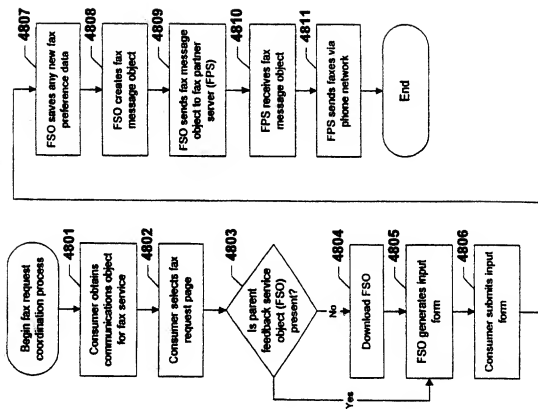 Begin fax request
coordination process
4801
Consumer obtains
communications object
for fax service
4802
Consumer selects fax
request page
4803
Is parent
feedback service
object (FSO)
present?
No
Yes
4804
Download FSO
4805
FSO generates input
form
4806
Consumer submits input
form
4807
FSO saves any new fax
preference data
4808
FSO creates fax
message object
4809
FSO sends fax message
object to fax partner
server (FPS)
4810
FPS receives fax
message object
4811
FPS sends faxes via
phone network
End